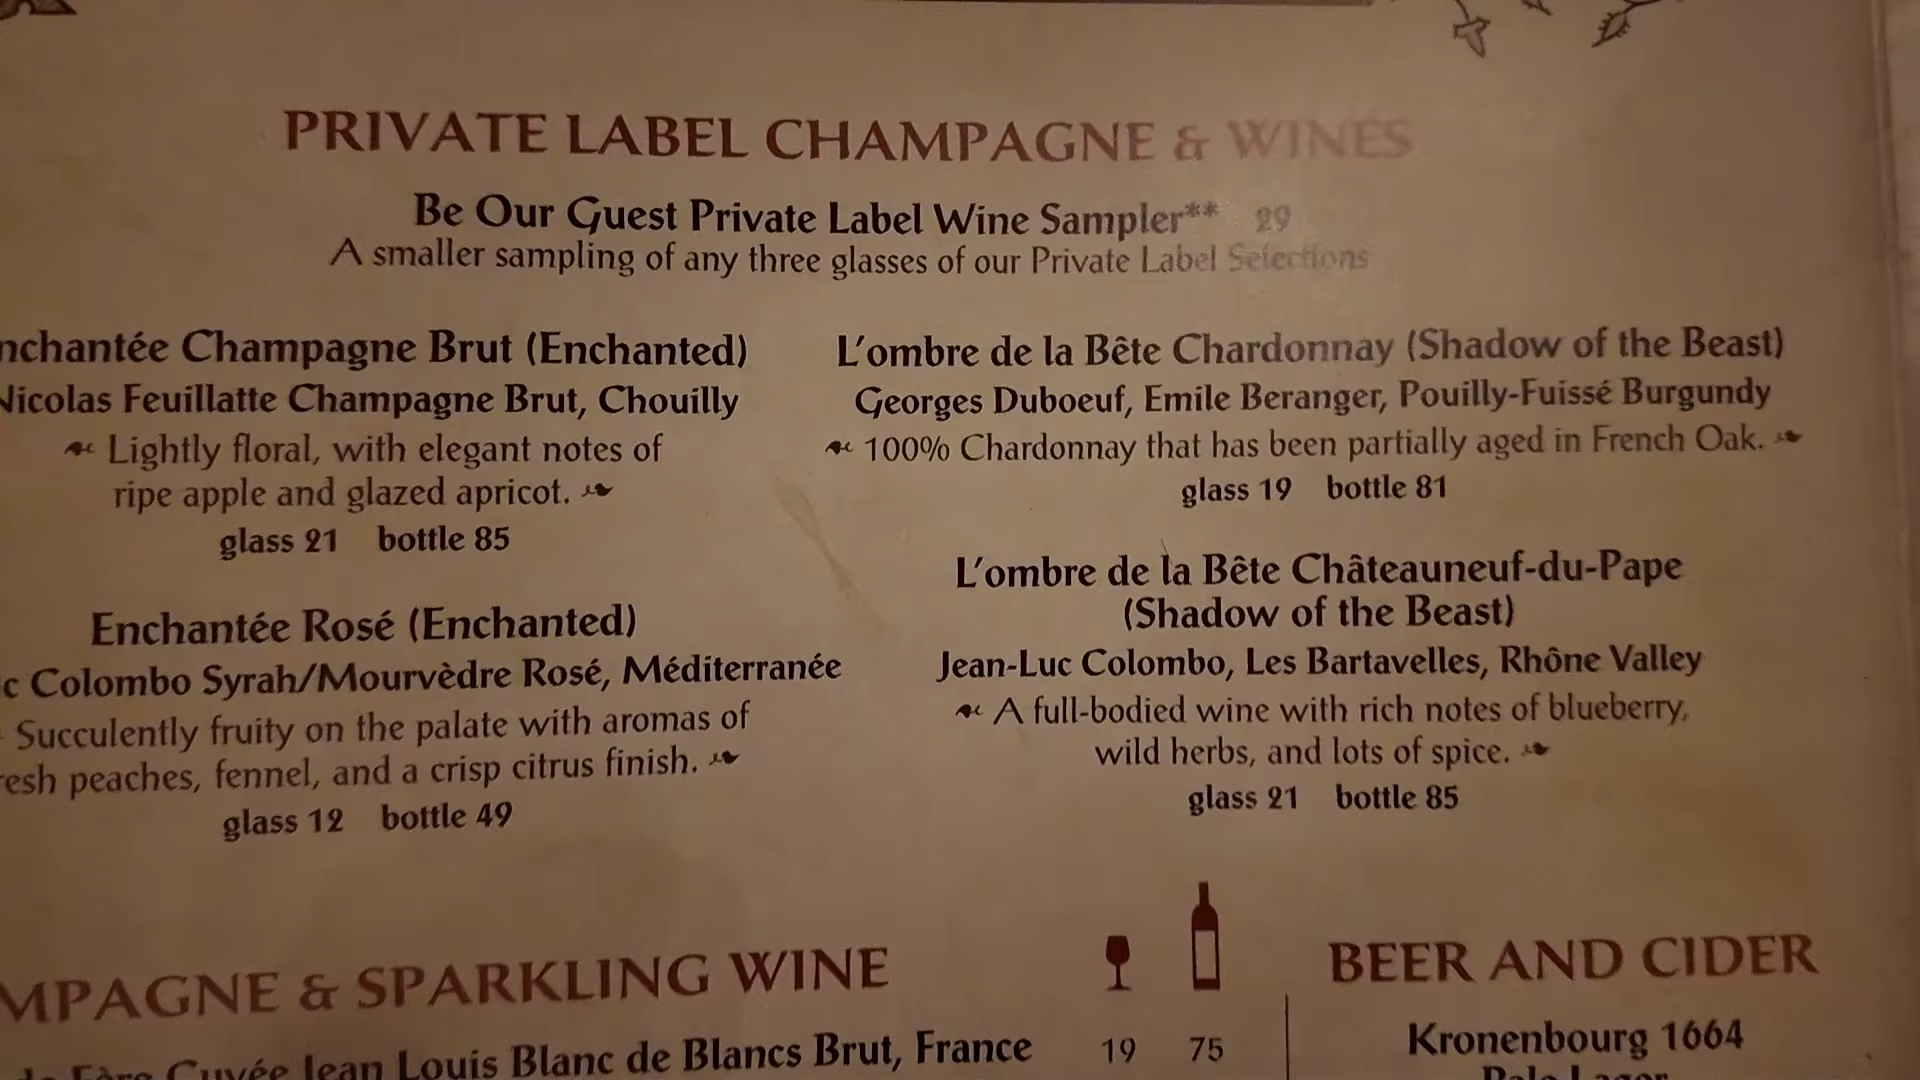 PRIVATE LABEL CHAMPAGNE & WINES
Be Our Guest Private Label Wine Sampler** 29
A smaller sampling of any three glasses of our Private Label Selections
nchantée Champagne Brut (Enchanted)
Nicolas Feuillatte Champagne Brut, Chouilly
Lightly floral, with elegant notes of
ripe apple and glazed apricot.
glass 21 bottle 85
Enchantée Rosé (Enchanted)
c Colombo Syrah/Mourvèdre Rosé, Méditerranée
Succulently fruity on the palate with aromas of
resh peaches, fennel, and a crisp citrus finish.
glass 12 bottle 49
L'ombre de la Bête Chardonnay (Shadow of the Beast)
Georges Duboeuf, Emile Beranger, Pouilly-Fuissé Burgundy
100% Chardonnay that has been partially aged in French Oak.
glass 19 bottle 81
L'ombre de la Bête Châteauneuf-du-Pape
(Shadow of the Beast)
Jean-Luc Colombo, Les Bartavelles, Rhône Valley
A full-bodied wine with rich notes of blueberry,
wild herbs, and lots of spice.
glass 21 bottle 85
MPAGNE & SPARKLING WINE
Cuvée Jean Louis Blanc de Blancs Brut, France 19 75
BEER AND CIDER
Kronenbourg 1664
Pale Lager